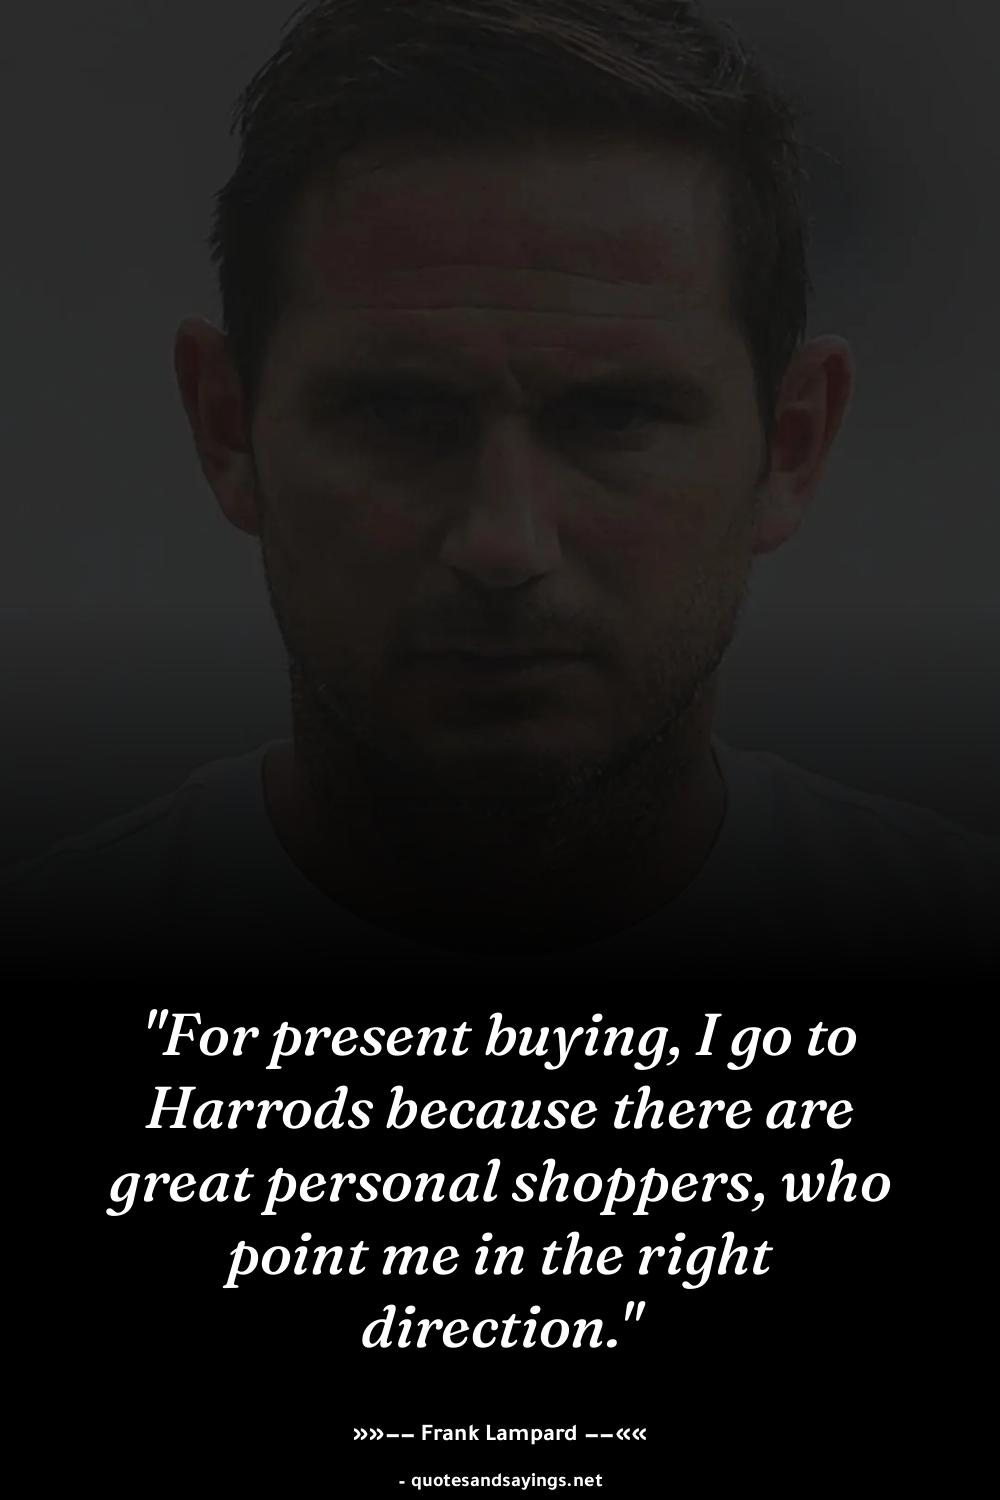 "For present buying, I go to
Harrods because there are
great personal shoppers, who
point me in the right
direction."
»»−− Frank Lampard −−««
- quotesandsayings.net